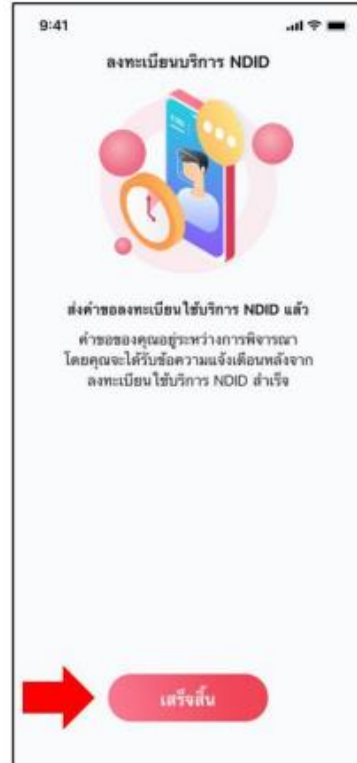 9:41
ลงทะเบียนบริการ NDID
ส่งคำขอลงทะเบียนใช้บริการ NDID แล้ว
คำขอของคุณอยู่ระหว่างการพิจารณา
โดยคุณจะได้รับข้อความแจ้งเตือนหลังจาก
ลงทะเบียนใช้บริการ NDID สำเร็จ
เสร็จสิ้น